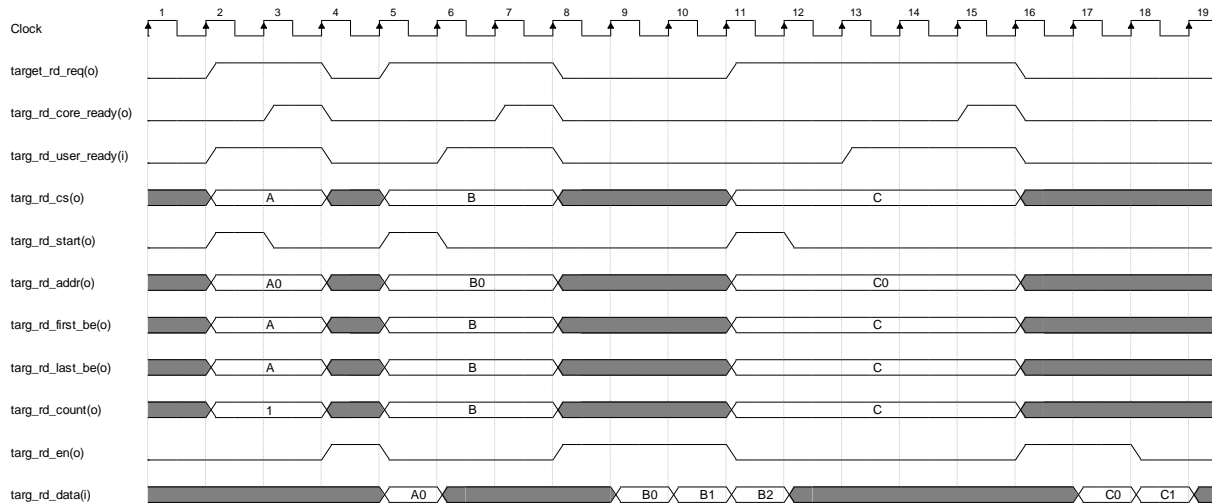 1 2 3 4 5 6 7 8 9 10 11 12 13 14 15 16 17 18 19
Clock
target_rd_req(o)
targ_rd_core_ready(o)
targ_rd_user_ready(i)
targ_rd_cs(o) A B C
targ_rd_start(o)
targ_rd_addr(o) A0 B0 C0
targ_rd_first_be(o) A B C
targ_rd_last_be(o) A B C
targ_rd_count(o) 1 B C
targ_rd_en(o)
targ_rd_data(i) A0 B0 B1 B2 C0 C1